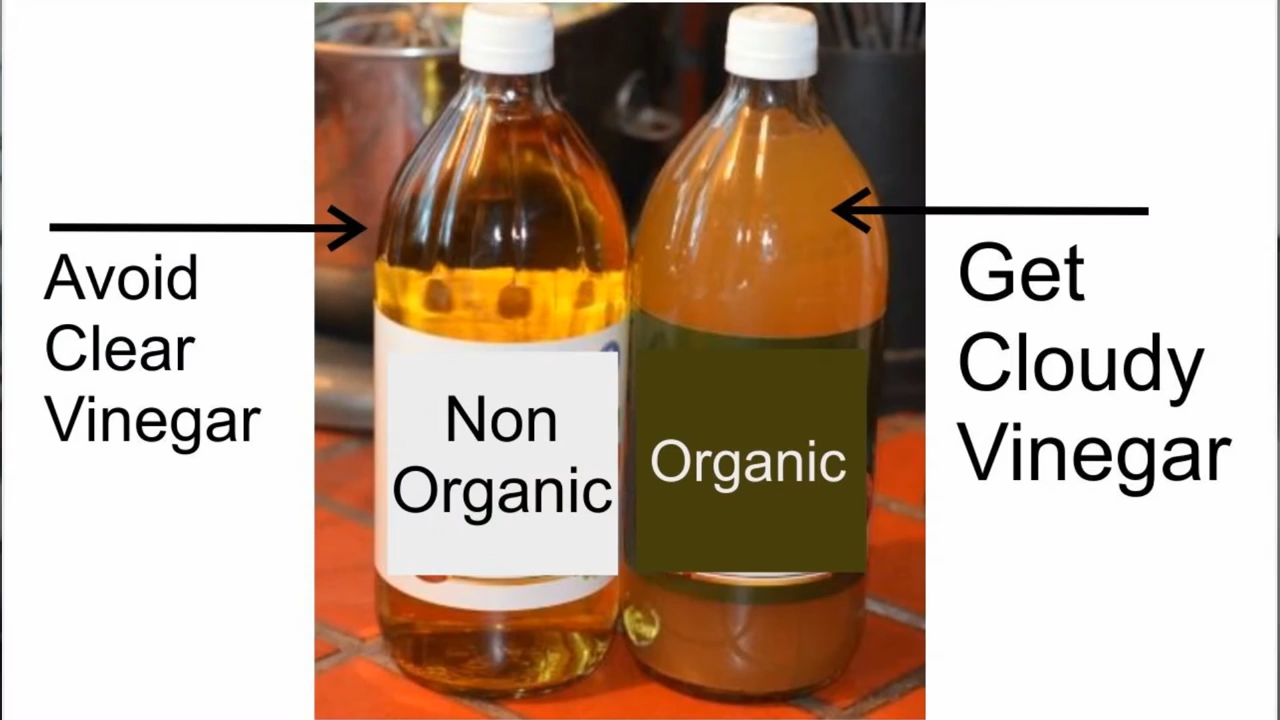 Avoid
Clear
Vinegar
Non
Organic
Organic
Get
Cloudy
Vinegar